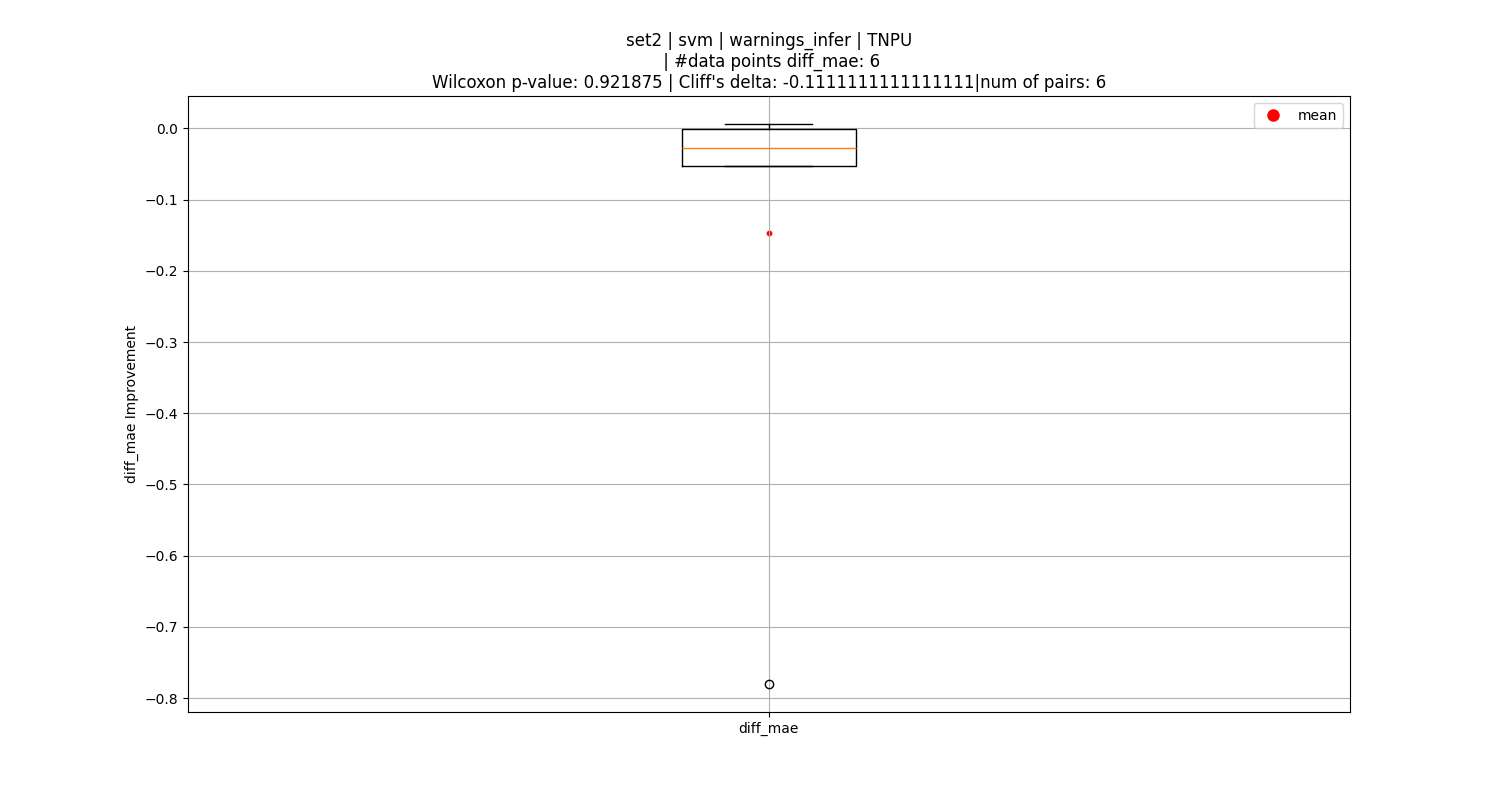 set2 | svm | warnings_infer | TNPU
| #data points diff_mae: 6
Wilcoxon p-value: 0.921875 | Cliff's delta: -0.1111111111111111|num of pairs: 6
mean
0.0
−0.1
−0.2
−0.3
−0.4
−0.5
−0.6
−0.7
−0.8
diff_mae Improvement
diff_mae